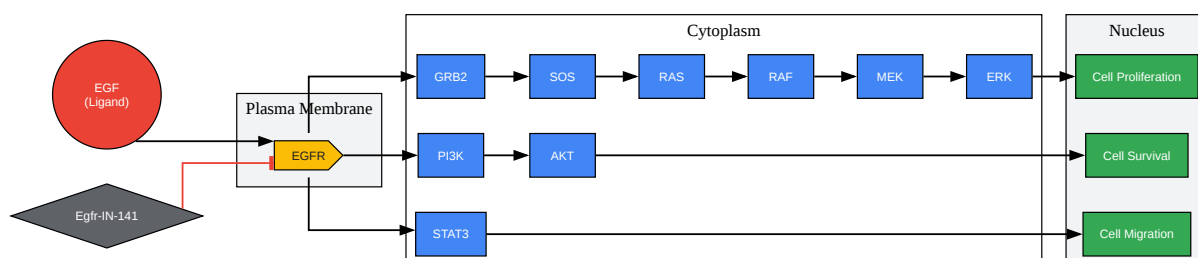 Cytoplasm
Nucleus
EGF
(Ligand)
GRB2
SOS
RAS
RAF
MEK
ERK
Cell Proliferation
Plasma Membrane
EGFR
PI3K
AKT
Cell Survival
Egfr-IN-141
STAT3
Cell Migration